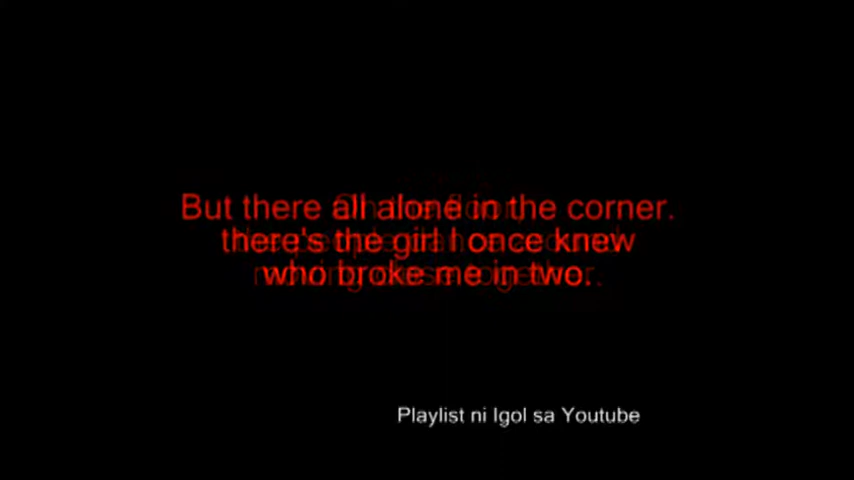 But there all alone in the corner.
there's the girl I once knew
who broke me in two.
Playlist ni Igol sa Youtube